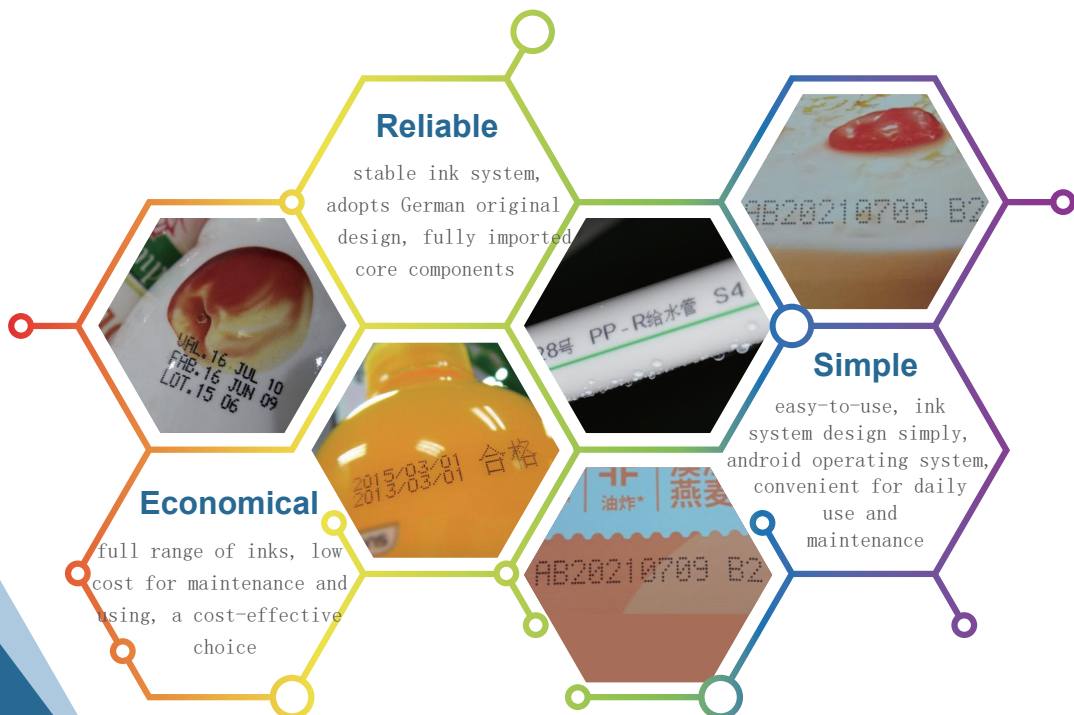 Reliable
stable ink system,
adopts German original
design, fully imported
core components
AB20210709 B2
VAL.16 JUL 10
FAB.16 JUN 09
LOT.15 06
28号 PP-R给水管 S4
Simple
easy-to-use, ink
system design simply,
android operating system,
convenient for daily
use and
maintenance
2015/03/01 合格
2013/03/01
Economical
full range of inks, low
cost for maintenance and
using, a cost-effective
choice
非
油炸*
燕麦
AB20210709 B2